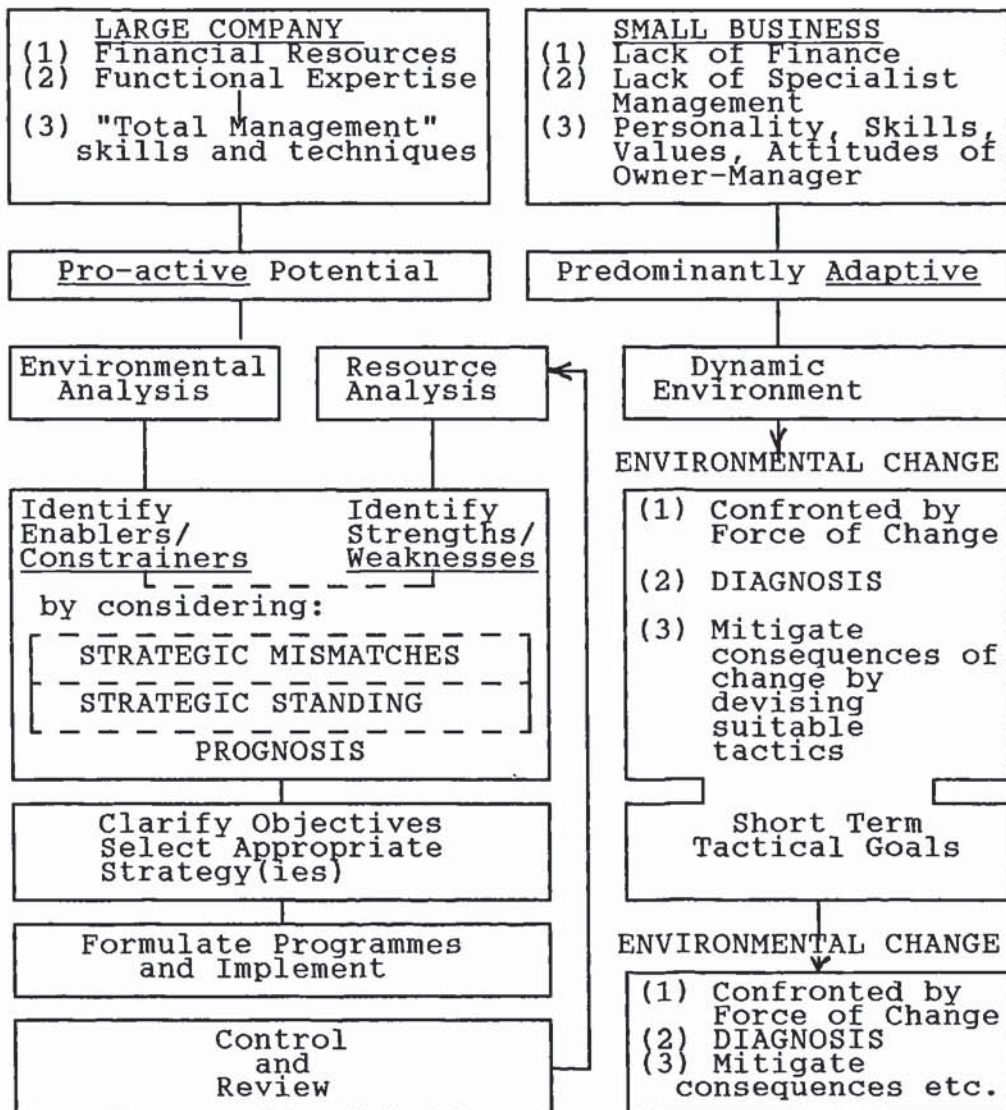 LARGE COMPANY
(1) Financial Resources
(2) Functional Expertise
(3) "Total Management"
skills and techniques
Pro-active Potential
Environmental
Analysis
Resource
Analysis
Identify
Enablers/
Constrainers
Identify
Strengths/
Weaknesses
by considering:
STRATEGIC MISMATCHES
STRATEGIC STANDING
PROGNOSIS
Clarify Objectives
Select Appropriate
Strategy(ies)
Formulate Programmes
and Implement
Control
and
Review
SMALL BUSINESS
(1) Lack of Finance
(2) Lack of Specialist
Management
(3) Personality, Skills,
Values, Attitudes of
Owner-Manager
Predominantly Adaptive
Dynamic
Environment
ENVIRONMENTAL CHANGE
(1) Confronted by
Force of Change
(2) DIAGNOSIS
(3) Mitigate
consequences of
change by
devising
suitable
tactics
Short Term
Tactical Goals
ENVIRONMENTAL CHANGE
(1) Confronted by
Force of Change
(2) DIAGNOSIS
(3) Mitigate
consequences etc.